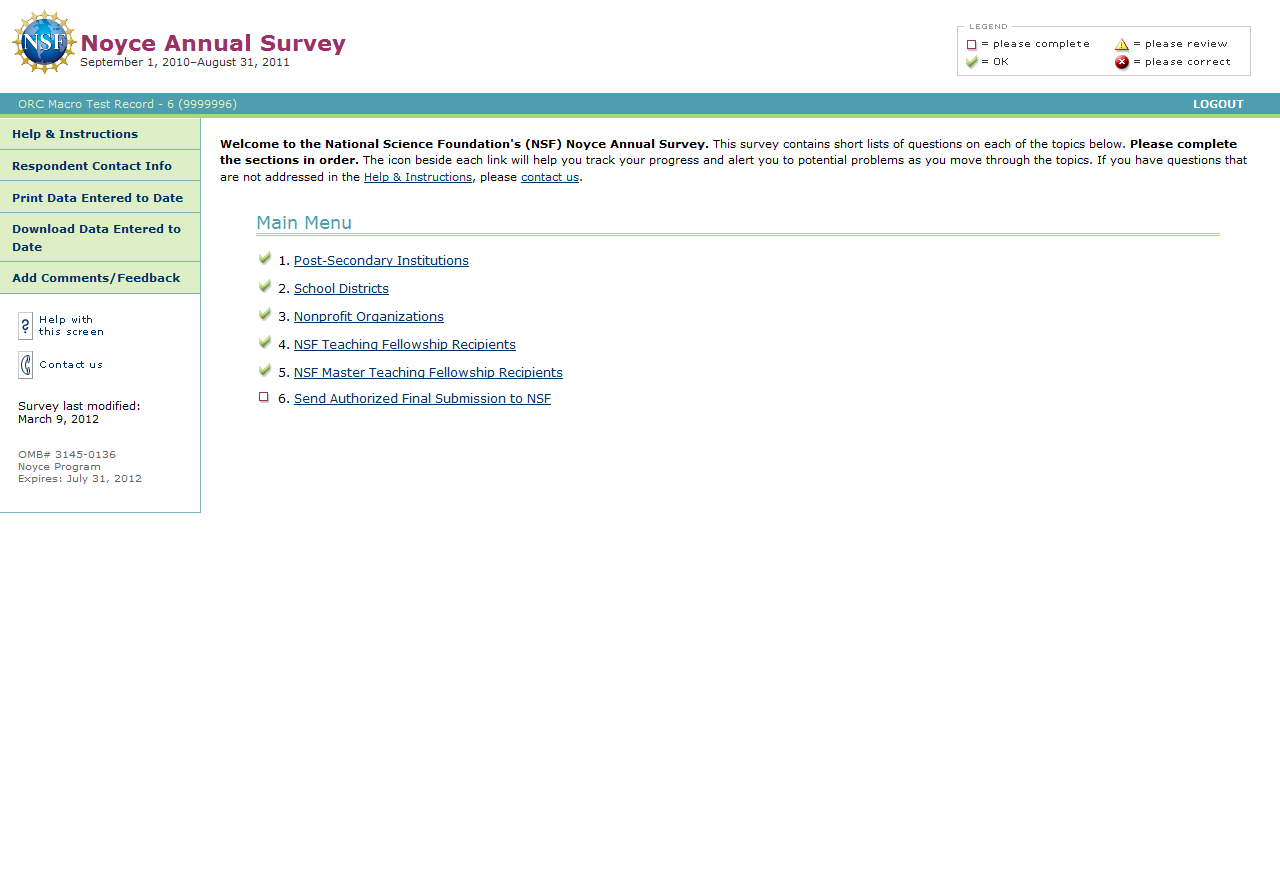 NSF
Noyce Annual Survey
September 1, 2010–August 31, 2011
LEGEND
= please complete
= please review
= OK
= please correct
ORC Macro Test Record - 6 (9999996)
LOGOUT
Help & Instructions
Respondent Contact Info
Print Data Entered to Date
Download Data Entered to
Date
Add Comments/Feedback
Help with
this screen
Contact us
Survey last modified:
March 9, 2012
OMB# 3145-0136
Noyce Program
Expires: July 31, 2012
Welcome to the National Science Foundation's (NSF) Noyce Annual Survey. This survey contains short lists of questions on each of the topics below. Please complete
the sections in order. The icon beside each link will help you track your progress and alert you to potential problems as you move through the topics. If you have questions that
are not addressed in the Help & Instructions, please contact us.
Main Menu
1. Post-Secondary Institutions
2. School Districts
3. Nonprofit Organizations
4. NSF Teaching Fellowship Recipients
5. NSF Master Teaching Fellowship Recipients
6. Send Authorized Final Submission to NSF